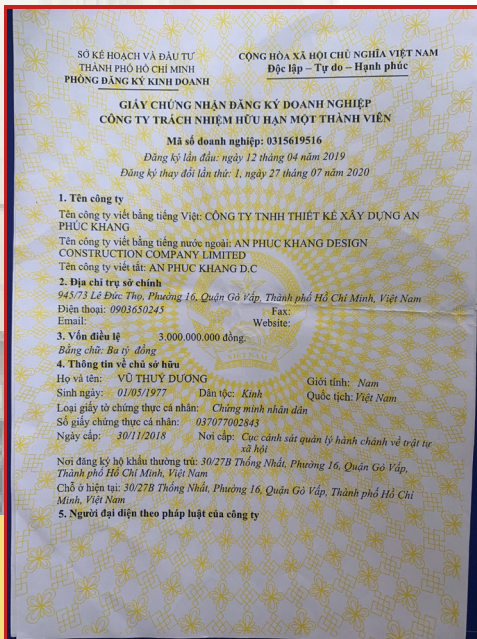 SỞ KẾ HOẠCH VÀ ĐẦU TƯ
THÀNH PHỐ HỒ CHÍ MINH
PHÒNG ĐĂNG KÝ KINH DOANH
CỘNG HÒA XÃ HỘI CHỦ NGHĨA VIỆT NAM
Độc lập – Tự do – Hạnh phúc
GIẤY CHỨNG NHẬN ĐĂNG KÝ DOANH NGHIỆP
CÔNG TY TRÁCH NHIỆM HỮU HẠN MỘT THÀNH VIÊN
Mã số doanh nghiệp: 0315619516
Đăng ký lần đầu: ngày 12 tháng 04 năm 2019
Đăng ký thay đổi lần thứ: 1, ngày 27 tháng 07 năm 2020
1. Tên công ty
Tên công ty viết bằng tiếng Việt: CÔNG TY TNHH THIẾT KẾ XÂY DỰNG AN
PHÚC KHANG
Tên công ty viết bằng tiếng nước ngoài: AN PHUC KHANG DESIGN
CONSTRUCTION COMPANY LIMITED
Tên công ty viết tắt: AN PHUC KHANG D.C
2. Địa chỉ trụ sở chính
945/73 Lê Đức Thọ, Phường 16, Quận Gò Vấp, Thành phố Hồ Chí Minh, Việt Nam
Điện thoại: 0903650245 Fax:
Email: Website:
3. Vốn điều lệ 3.000.000.000 đồng.
Bằng chữ: Ba tỷ đồng
4. Thông tin về chủ sở hữu
Họ và tên: VŨ THUỲ DƯƠNG Giới tính: Nam
Sinh ngày: 01/05/1977 Dân tộc: Kinh Quốc tịch: Việt Nam
Loại giấy tờ chứng thực cá nhân: Chứng minh nhân dân
Số giấy chứng thực cá nhân: 037077002843
Ngày cấp: 30/11/2018 Nơi cấp: Cục cảnh sát quản lý hành chánh về trật tự
xã hội
Nơi đăng ký hộ khẩu thường trú: 30/27B Thống Nhất, Phường 16, Quận Gò Vấp,
Thành phố Hồ Chí Minh, Việt Nam
Chỗ ở hiện tại: 30/27B Thống Nhất, Phường 16, Quận Gò Vấp, Thành phố Hồ Chí
Minh, Việt Nam
5. Người đại diện theo pháp luật của công ty
VIỆT NAM